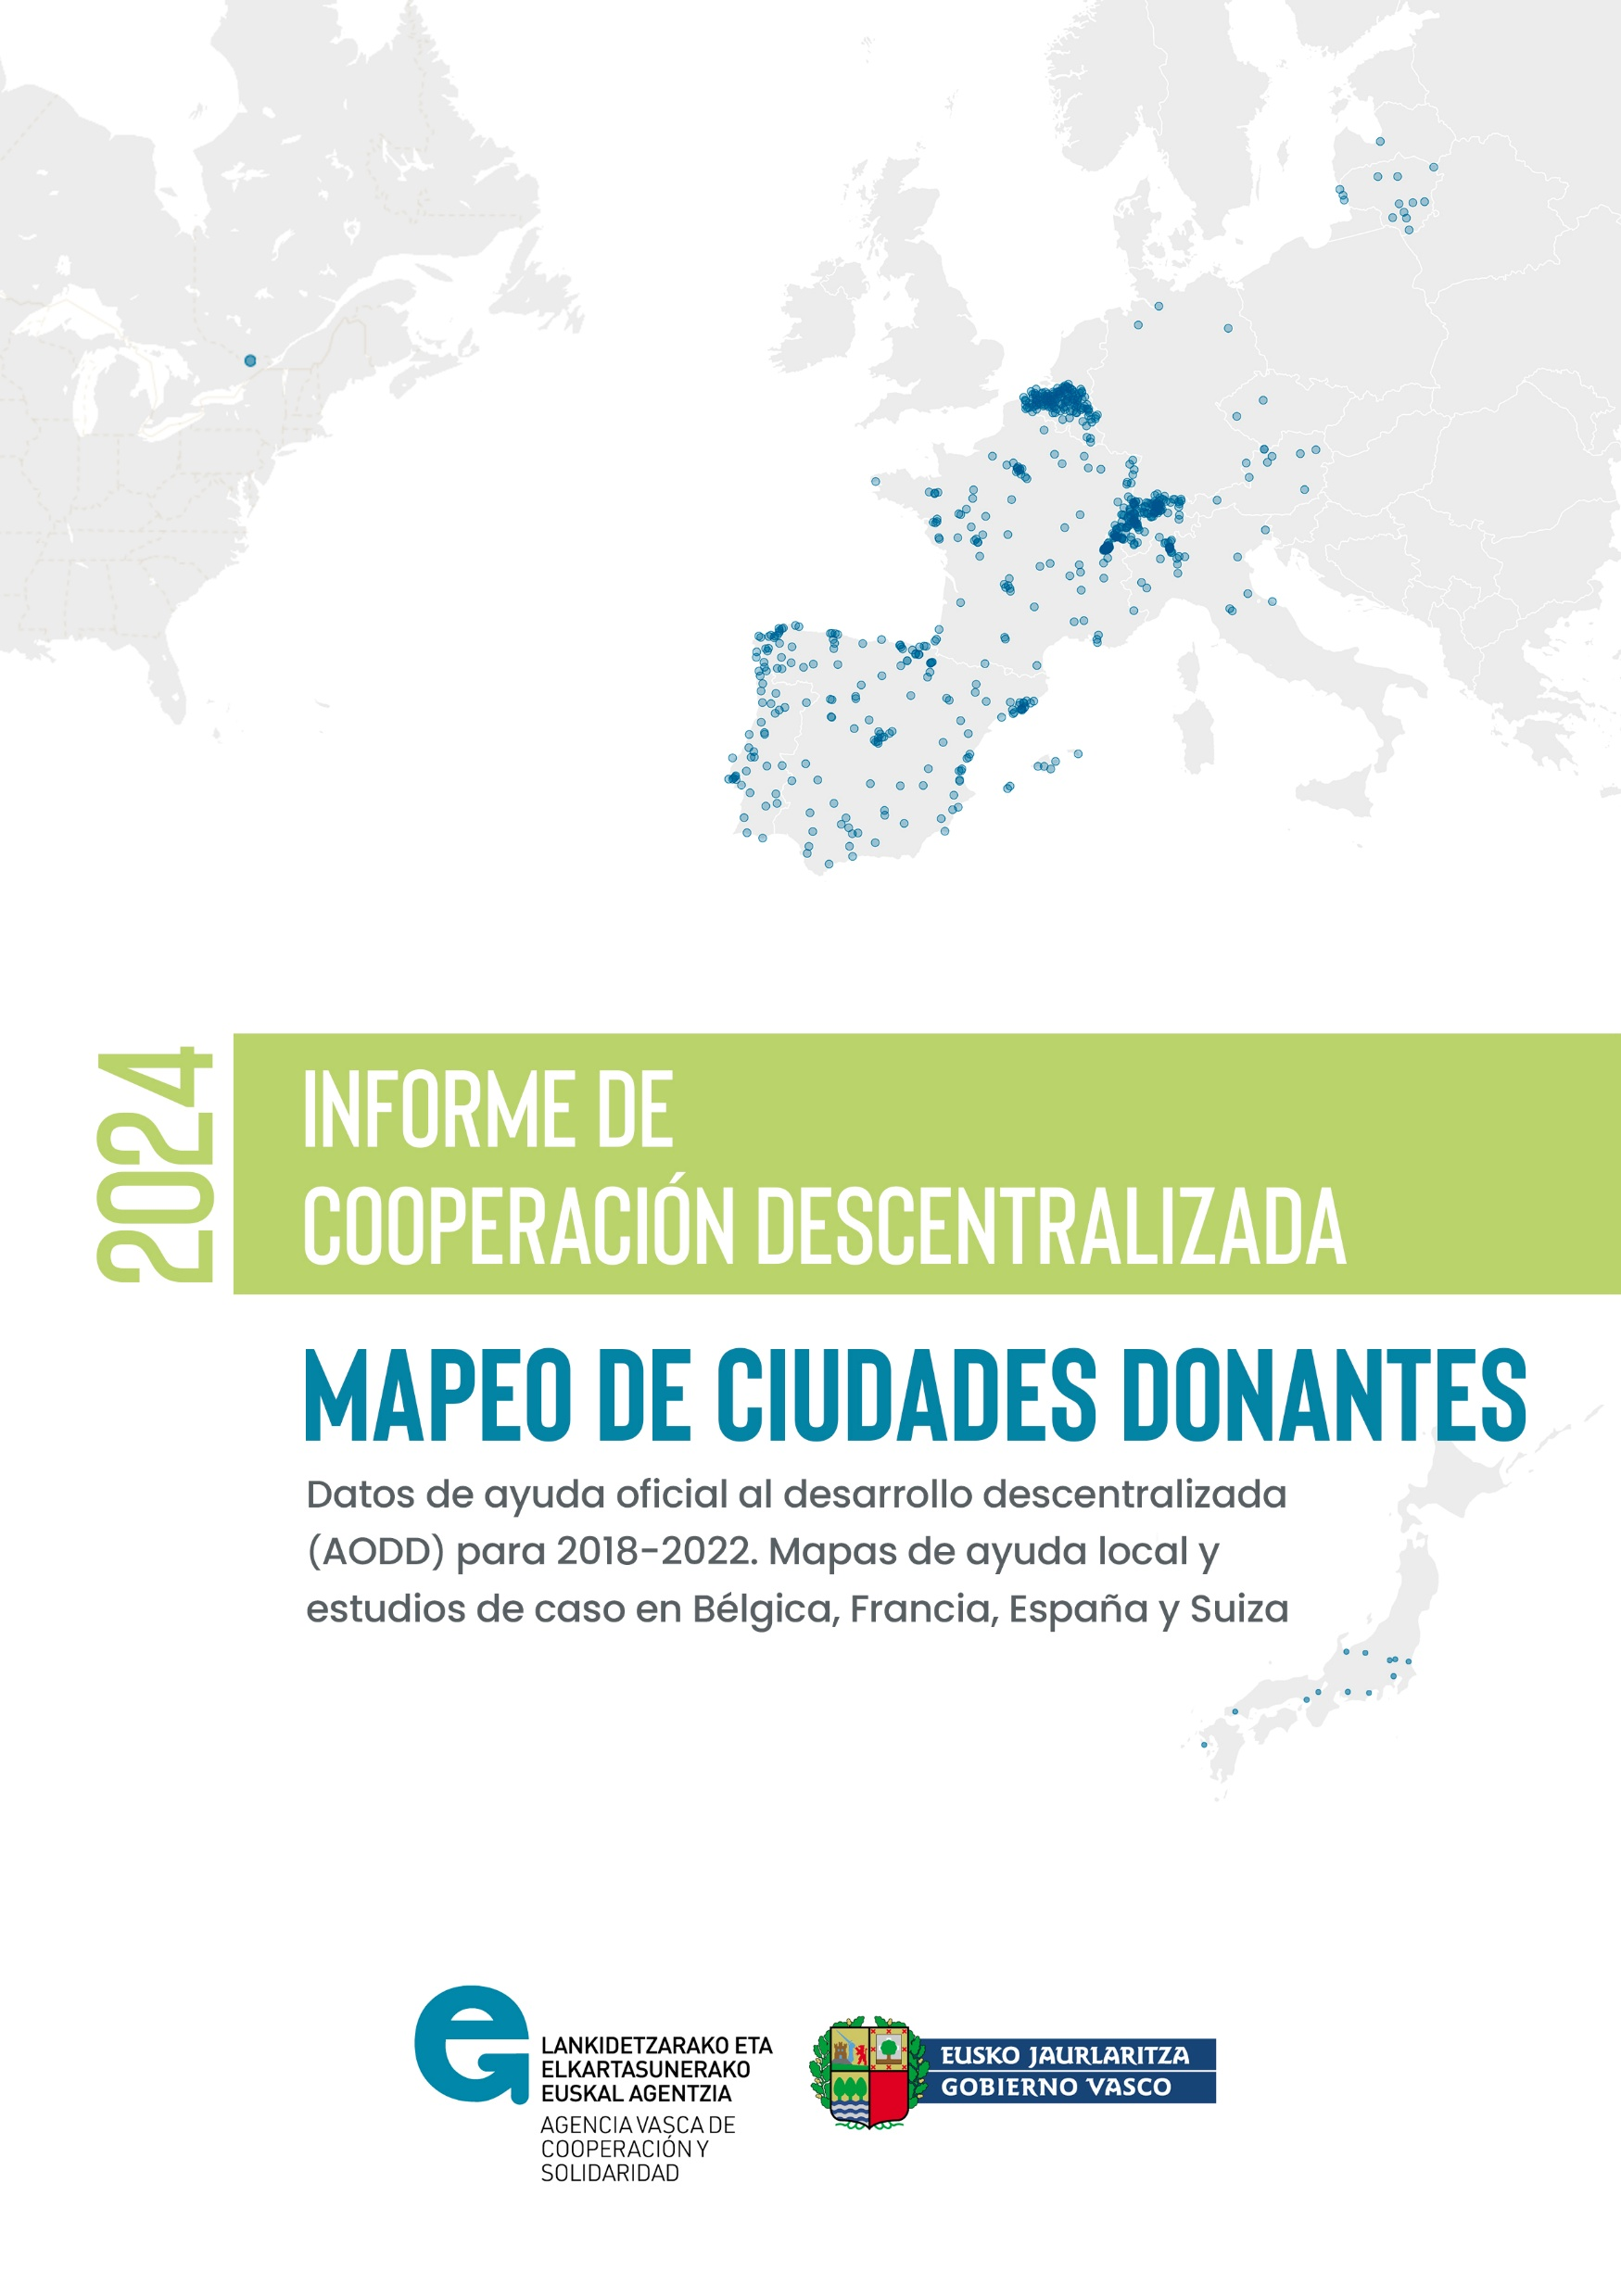 2024
INFORME DE
COOPERACIÓN DESCENTRALIZADA
MAPEO DE CIUDADES DONANTES
Datos de ayuda oficial al desarrollo descentralizada
(AODD) para 2018-2022. Mapas de ayuda local y
estudios de caso en Bélgica, Francia, España y Suiza
LANKIDETZARAKO ETA
ELKARTASUNERAKO
EUSKAL AGENTZIA
AGENCIA VASCA DE
COOPERACIÓN Y
SOLIDARIDAD
EUSKO JAURLARITZA
GOBIERNO VASCO